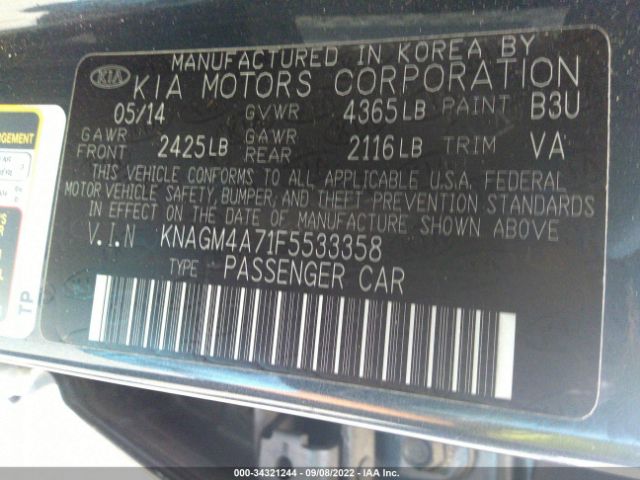 MANUFACTURED IN KOREA BY
KIA KIA MOTORS CORPORATION
05/14 GVWR 4365LB PAINT B3U
GAWR FRONT 2425LB GAWR REAR 2116LB TRIM VA
THIS VEHICLE CONFORMS TO ALL APPLICABLE U.S.A. FEDERAL
MOTOR VEHICLE SAFETY, BUMPER, AND THEFT PREVENTION STANDARDS
IN EFFECT ON THE DATE OF MANUFACTURE SHOWN ABOVE
V.I.N KNAGM4A71F5533358
TYPE PASSENGER CAR
TP
000-34321244 - 09/08/2022 - IAA Inc.